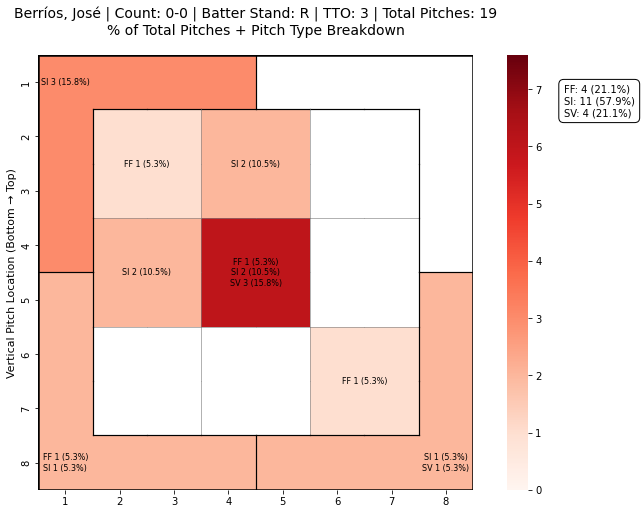 Berríos, José | Count: 0-0 | Batter Stand: R | TTO: 3 | Total Pitches: 19
% of Total Pitches + Pitch Type Breakdown
Vertical Pitch Location (Bottom → Top)
1
2
3
4
5
6
7
8
SI 3 (15.8%)
FF 1 (5.3%)
SI 2 (10.5%)
SI 2 (10.5%)
FF 1 (5.3%)
SI 2 (10.5%)
SV 3 (15.8%)
FF 1 (5.3%)
FF 1 (5.3%)
SI 1 (5.3%)
SI 1 (5.3%)
SV 1 (5.3%)
1
2
3
4
5
6
7
8
7
6
5
4
3
2
1
0
FF: 4 (21.1%)
SI: 11 (57.9%)
SV: 4 (21.1%)